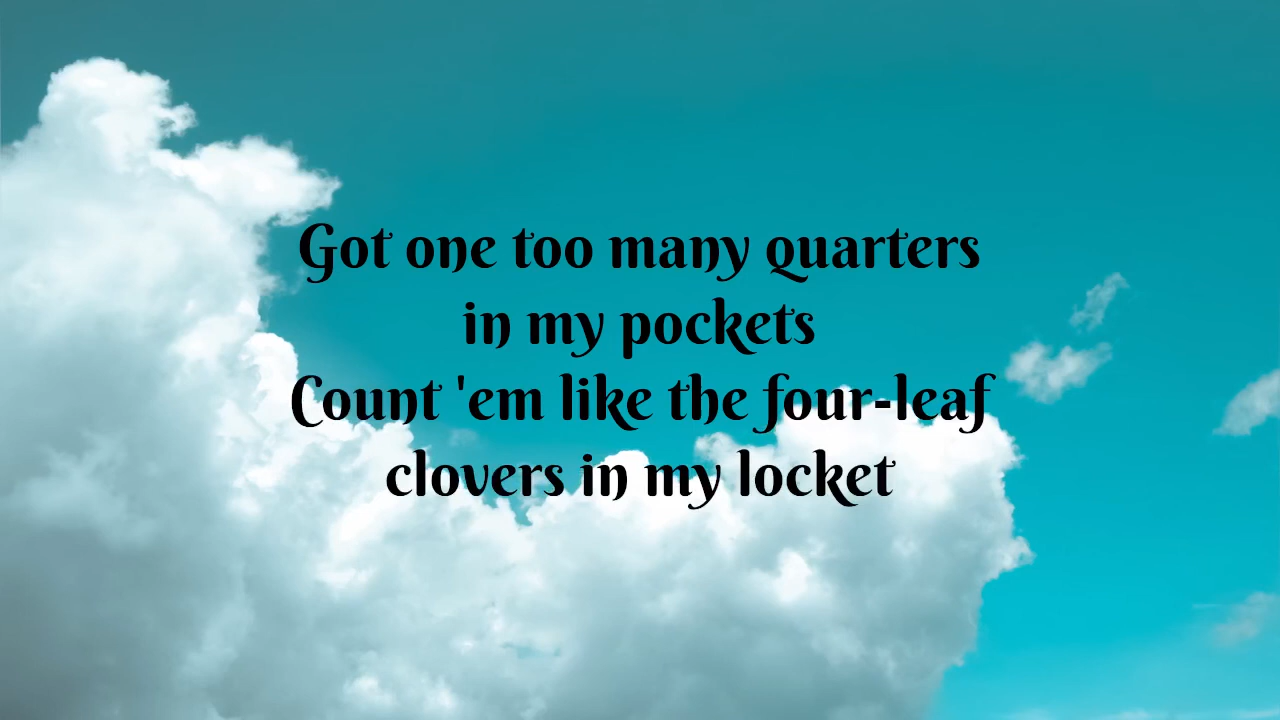 Got one too many quarters
in my pockets
Count 'em like the four-leaf
clovers in my locket